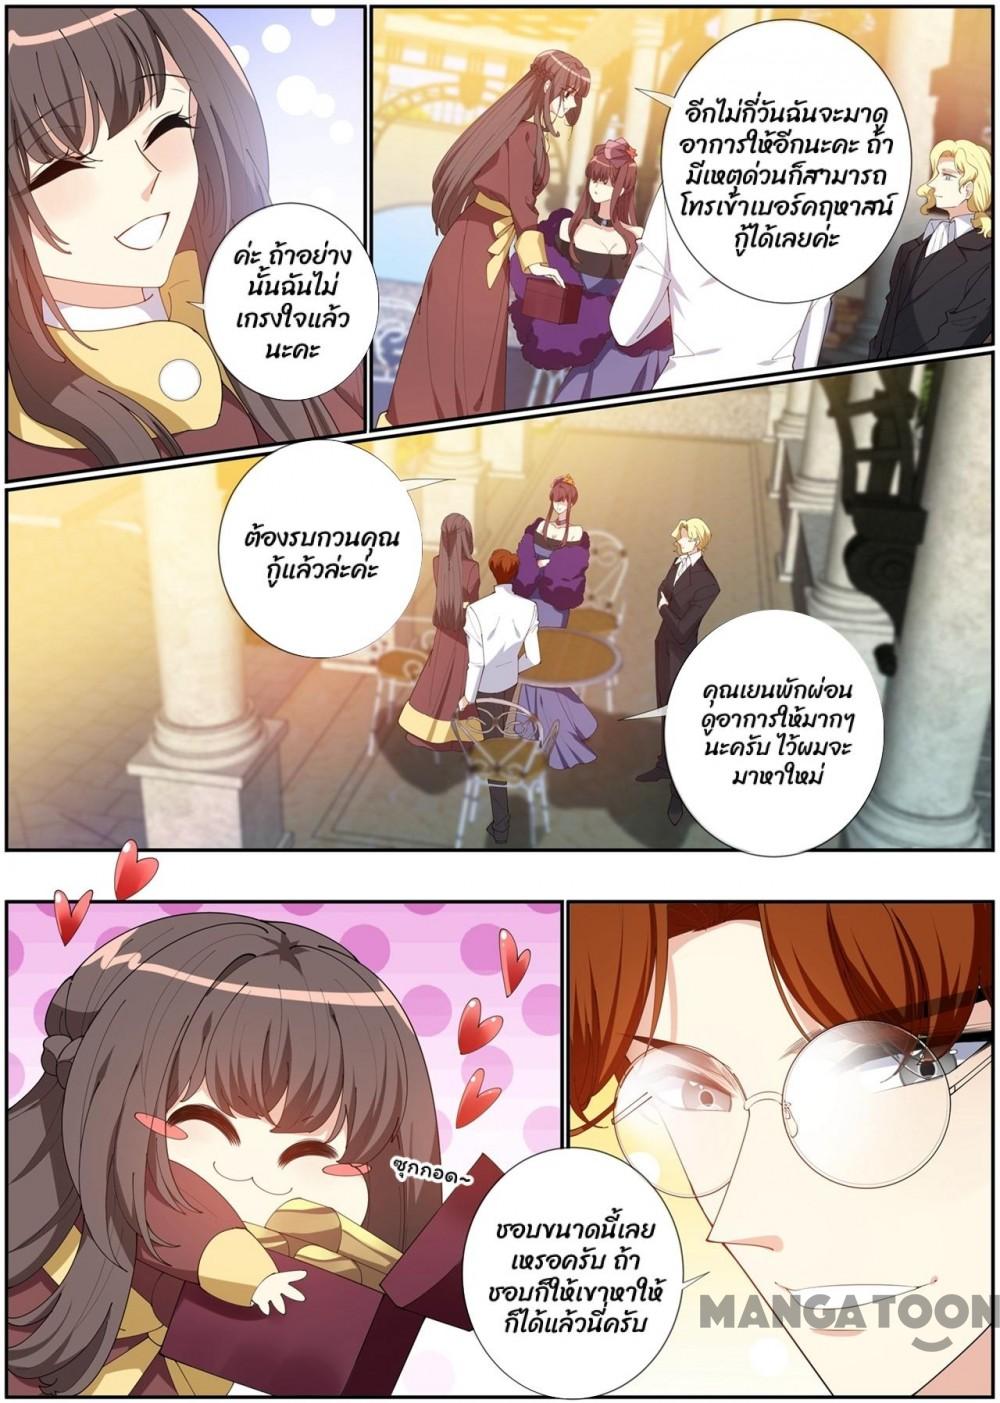 ค่ะ ถ้าอย่าง
นั้นฉันไม่
เกรงใจแล้ว
นะคะ
อีกไม่กี่วันฉันจะมาดู
อาการให้อีกนะคะ ถ้า
มีเหตุด่วนก็สามารถ
โทรเข้าเบอร์คฤหาสน์
กู้ได้เลยค่ะ
ต้องรบกวนคุณ
กู้แล้วล่ะค่ะ
คุณเยนพักผ่อน
ดูอาการให้มากๆ
นะครับ ไว้ผมจะ
มาหาใหม่
ซุกกอด~
ชอบขนาดนี้เลย
เหรอครับ ถ้า
ชอบก็ให้เขาหาให้
ก็ได้แล้วนี่ครับ
MANGATOON